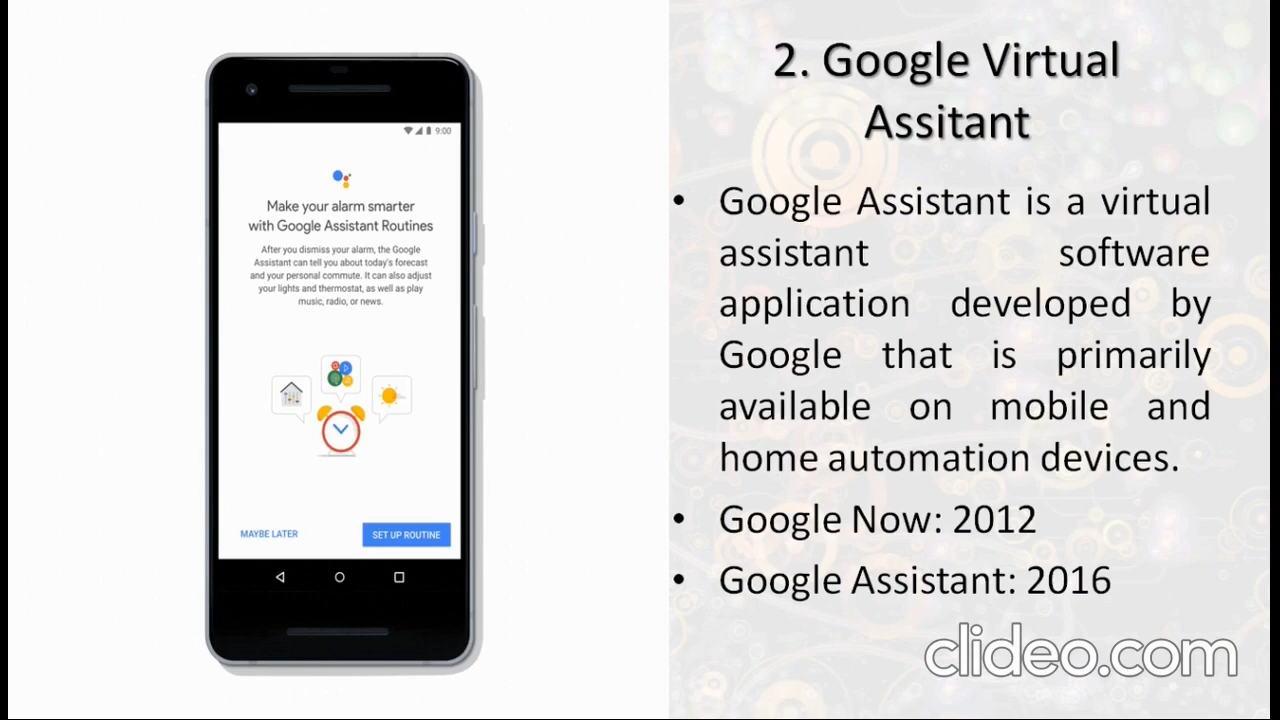 9:00
Make your alarm smarter
with Google Assistant Routines
After you dismiss your alarm, the Google
Assistant can tell you about today's forecast
and your personal commute. It can also adjust
your lights and thermostat, as well as play
music, radio, or news.
MAYBE LATER
SET UP ROUTINE
2. Google Virtual
Assitant
• Google Assistant is a virtual
assistant software
application developed by
Google that is primarily
available on mobile and
home automation devices.
• Google Now: 2012
• Google Assistant: 2016
clideo.com